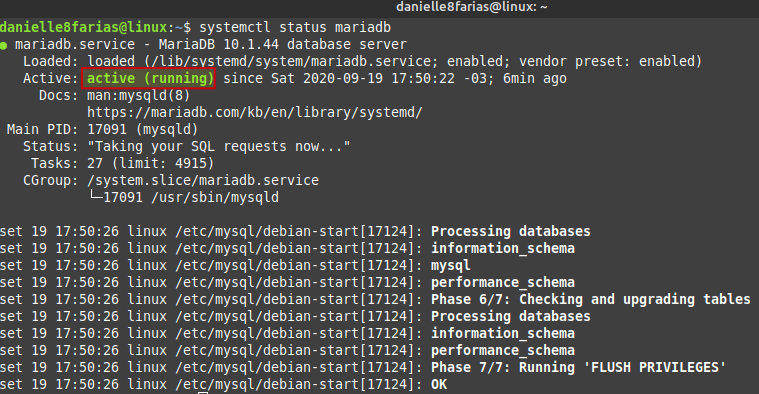 danielle8farias@linux: ~
danielle8farias@linux:~$ systemctl status mariadb
● mariadb.service - MariaDB 10.1.44 database server
Loaded: loaded (/lib/systemd/system/mariadb.service; enabled; vendor preset: enabled)
Active: active (running) since Sat 2020-09-19 17:50:22 -03; 6min ago
Docs: man:mysqld(8)
https://mariadb.com/kb/en/library/systemd/
Main PID: 17091 (mysqld)
Status: "Taking your SQL requests now..."
Tasks: 27 (limit: 4915)
CGroup: /system.slice/mariadb.service
└─17091 /usr/sbin/mysqld
set 19 17:50:26 linux /etc/mysql/debian-start[17124]: Processing databases
set 19 17:50:26 linux /etc/mysql/debian-start[17124]: information_schema
set 19 17:50:26 linux /etc/mysql/debian-start[17124]: mysql
set 19 17:50:26 linux /etc/mysql/debian-start[17124]: performance_schema
set 19 17:50:26 linux /etc/mysql/debian-start[17124]: Phase 6/7: Checking and upgrading tables
set 19 17:50:26 linux /etc/mysql/debian-start[17124]: Processing databases
set 19 17:50:26 linux /etc/mysql/debian-start[17124]: information_schema
set 19 17:50:26 linux /etc/mysql/debian-start[17124]: performance_schema
set 19 17:50:26 linux /etc/mysql/debian-start[17124]: Phase 7/7: Running 'FLUSH PRIVILEGES'
set 19 17:50:26 linux /etc/mysql/debian-start[17124]: OK